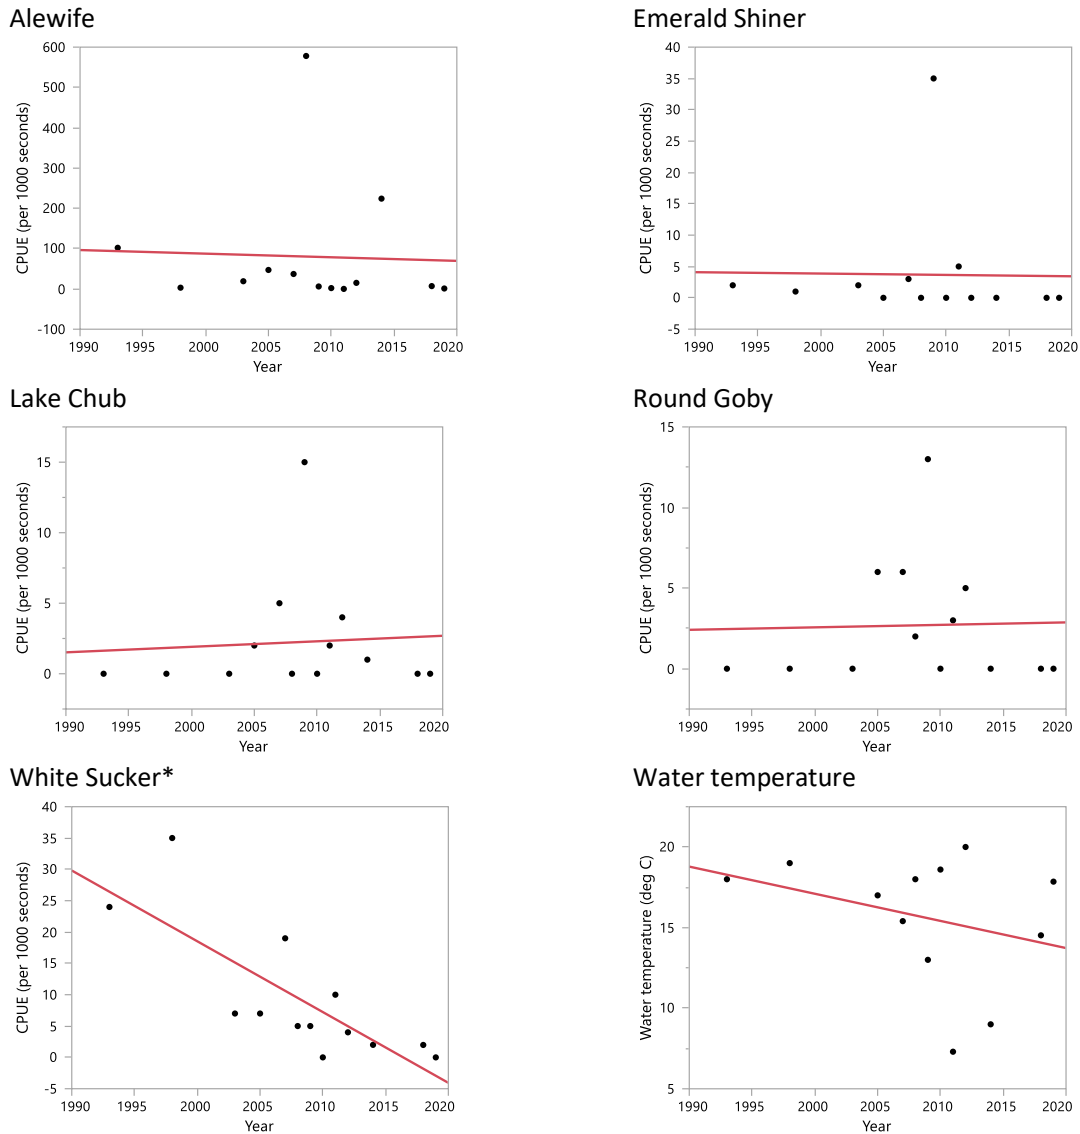 Alewife
CPUE (per 1000 seconds)
600
500
400
300
200
100
0
-100
1990 1995 2000 2005 2010 2015 2020
Year
Emerald Shiner
CPUE (per 1000 seconds)
40
35
30
25
20
15
10
5
0
-5
1990 1995 2000 2005 2010 2015 2020
Year
Lake Chub
CPUE (per 1000 seconds)
15
10
5
0
1990 1995 2000 2005 2010 2015 2020
Year
Round Goby
CPUE (per 1000 seconds)
15
10
5
0
1990 1995 2000 2005 2010 2015 2020
Year
White Sucker*
CPUE (per 1000 seconds)
40
35
30
25
20
15
10
5
0
-5
1990 1995 2000 2005 2010 2015 2020
Year
Water temperature
Water temperature (deg C)
20
15
10
5
1990 1995 2000 2005 2010 2015 2020
Year